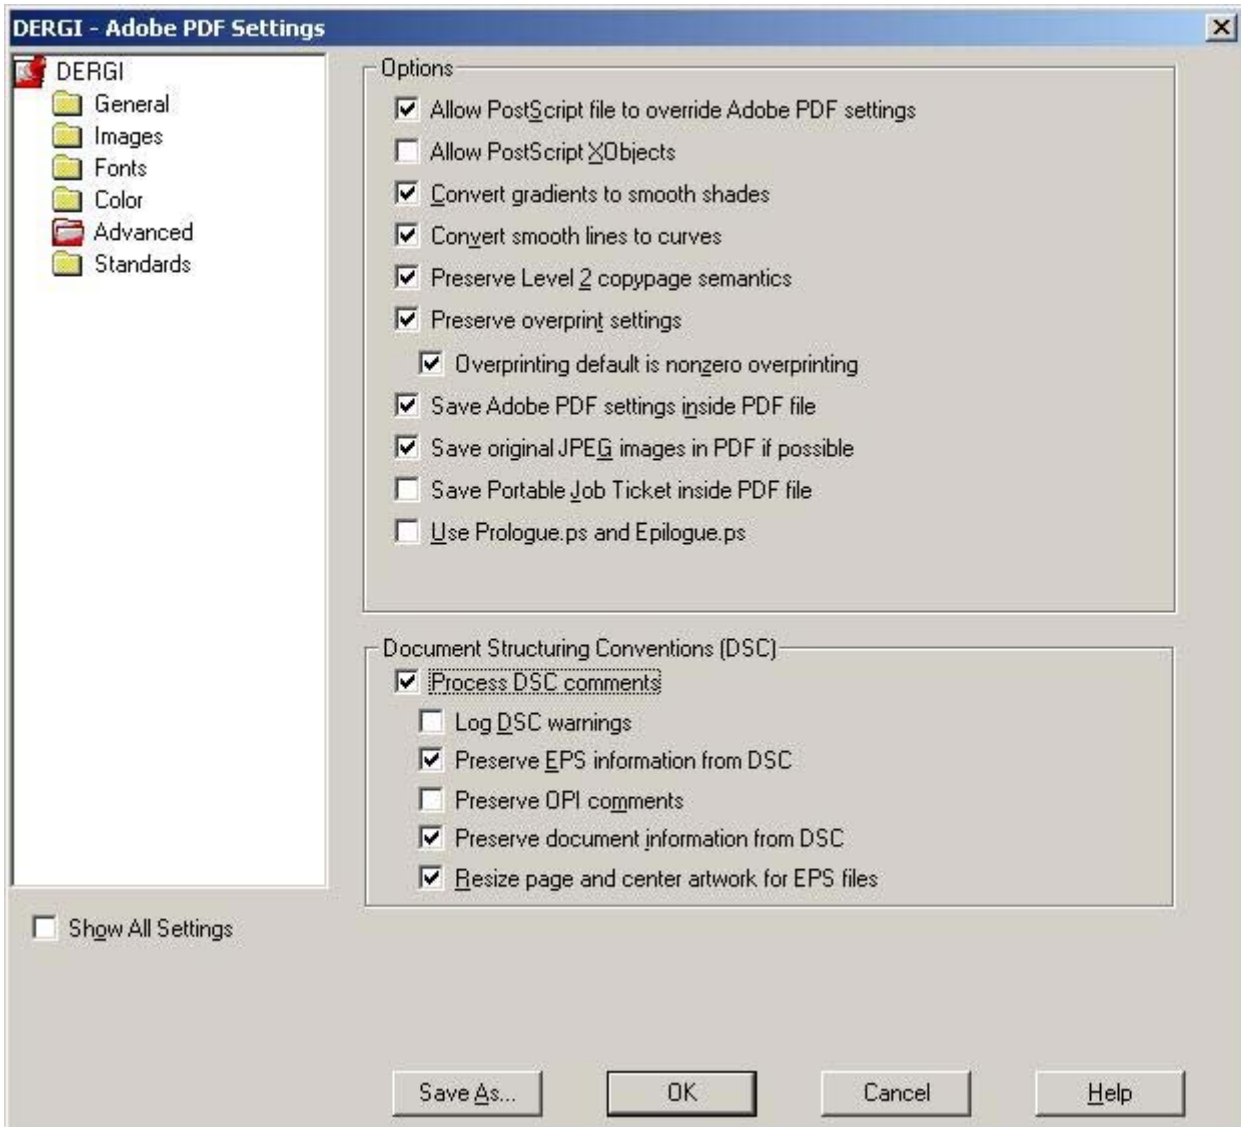 DERGI - Adobe PDF Settings
DERGI
General
Images
Fonts
Color
Advanced
Standards
Show All Settings
Options
Allow PostScript file to override Adobe PDF settings
Allow PostScript XObjects
Convert gradients to smooth shades
Convert smooth lines to curves
Preserve Level 2 copypage semantics
Preserve overprint settings
Overprinting default is nonzero overprinting
Save Adobe PDF settings inside PDF file
Save original JPEG images in PDF if possible
Save Portable Job Ticket inside PDF file
Use Prologue.ps and Epilogue.ps
Document Structuring Conventions (DSC)
Process DSC comments
Log DSC warnings
Preserve EPS information from DSC
Preserve OPI comments
Preserve document information from DSC
Resize page and center artwork for EPS files
Save As... OK Cancel Help